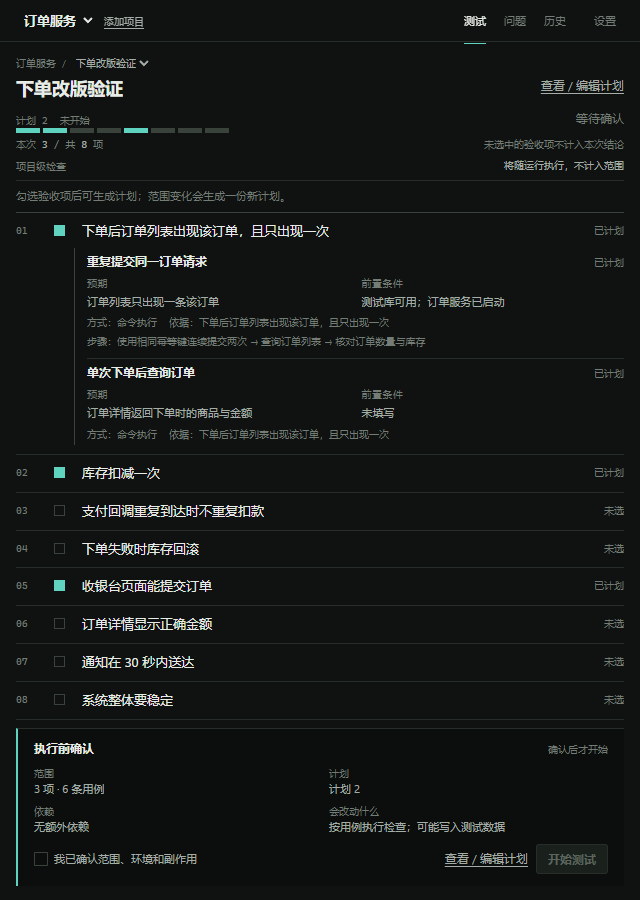 订单服务 添加项目 测试 问题 历史 设置
订单服务 / 下单改版验证
下单改版验证 查看 / 编辑计划
计划 2 未开始 等待确认
本次 3 / 共 8 项 未选中的验收项不计入本次结论
项目级检查 将随运行执行，不计入范围
勾选验收项后可生成计划；范围变化会生成一份新计划。
01 下单后订单列表出现该订单，且只出现一次 已计划
重复提交同一订单请求 已计划
预期 前置条件
订单列表只出现一条该订单 测试库可用；订单服务已启动
方式：命令执行 依据：下单后订单列表出现该订单，且只出现一次
步骤：使用相同幂等键连续提交两次 → 查询订单列表 → 核对订单数量与库存
单次下单后查询订单 已计划
预期 前置条件
订单详情返回下单时的商品与金额 未填写
方式：命令执行 依据：下单后订单列表出现该订单，且只出现一次
02 库存扣减一次 已计划
03 支付回调重复到达时不重复扣款 未选
04 下单失败时库存回滚 未选
05 收银台页面能提交订单 已计划
06 订单详情显示正确金额 未选
07 通知在 30 秒内送达 未选
08 系统整体要稳定 未选
执行前确认 确认后才开始
范围 计划
3 项 · 6 条用例 计划 2
依赖 会改动什么
无额外依赖 按用例执行检查；可能写入测试数据
我已确认范围、环境和副作用 查看 / 编辑计划 开始测试